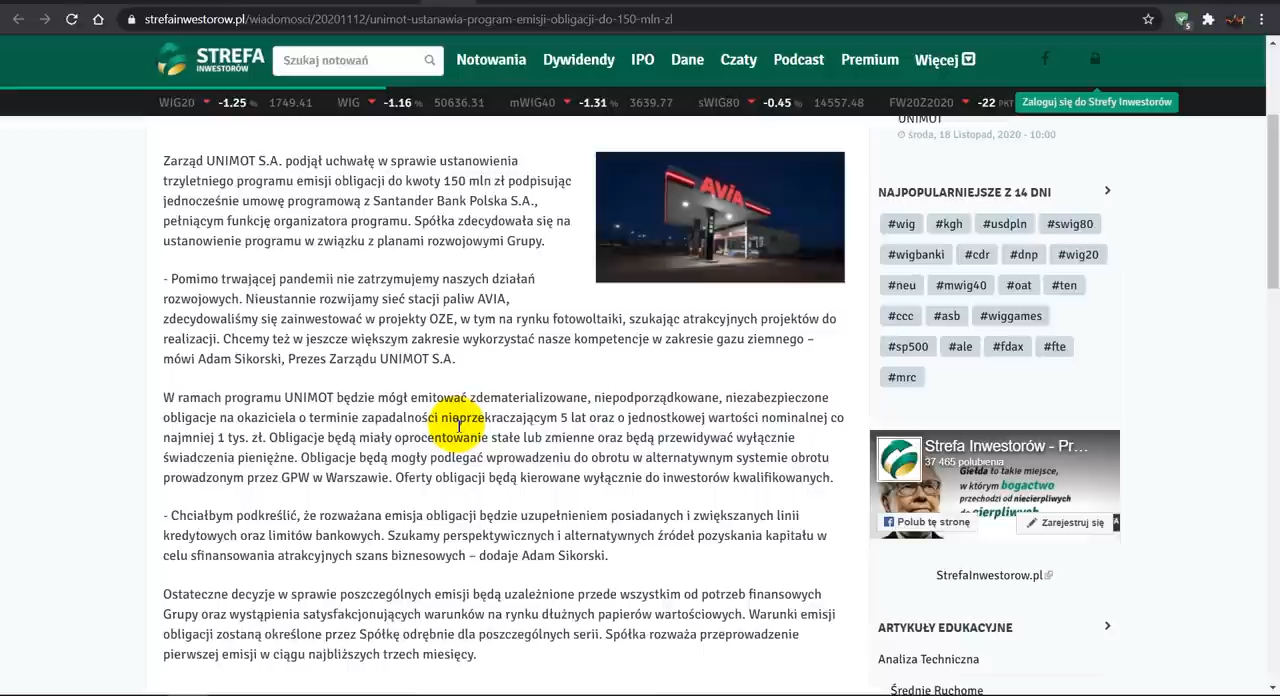 strefainwestorow.pl/wiadomosci/20201112/unimot-ustanawia-program-emisji-obligacji-do-150-mln-zl
5
STREFA
INWESTORÓW
Szukaj notowań
Notowania Dywidendy IPO Dane Czaty Podcast Premium Więcej
WIG20 -1.25 % 1749.41 WIG -1.16 % 50636.31 mWIG40 -1.31 % 3639.77 sWIG80 -0.45 % 14557.48 FW20Z2020 -22 PKT
Zaloguj się do Strefy Inwestorów
Zarząd UNIMOT S.A. podjął uchwałę w sprawie ustanowienia
trzyletniego programu emisji obligacji do kwoty 150 mln zł podpisując
jednocześnie umowę programową z Santander Bank Polska S.A.,
pełniącym funkcję organizatora programu. Spółka zdecydowała się na
ustanowienie programu w związku z planami rozwojowymi Grupy.
AVIA
- Pomimo trwającej pandemii nie zatrzymujemy naszych działań
rozwojowych. Nieustannie rozwijamy sieć stacji paliw AVIA,
zdecydowaliśmy się zainwestować w projekty OZE, w tym na rynku fotowoltaiki, szukając atrakcyjnych projektów do
realizacji. Chcemy też w jeszcze większym zakresie wykorzystać nasze kompetencje w zakresie gazu ziemnego –
mówi Adam Sikorski, Prezes Zarządu UNIMOT S.A.
W ramach programu UNIMOT będzie mógł emitować zdematerializowane, niepodporządkowane, niezabezpieczone
obligacje na okaziciela o terminie zapadalności nieprzekraczającym 5 lat oraz o jednostkowej wartości nominalnej co
najmniej 1 tys. zł. Obligacje będą miały oprocentowanie stałe lub zmienne oraz będą przewidywać wyłącznie
świadczenia pieniężne. Obligacje będą mogły podlegać wprowadzeniu do obrotu w alternatywnym systemie obrotu
prowadzonym przez GPW w Warszawie. Oferty obligacji będą kierowane wyłącznie do inwestorów kwalifikowanych.
- Chciałbym podkreślić, że rozważana emisja obligacji będzie uzupełnieniem posiadanych i zwiększanych linii
kredytowych oraz limitów bankowych. Szukamy perspektywicznych i alternatywnych źródeł pozyskania kapitału w
celu sfinansowania atrakcyjnych szans biznesowych – dodaje Adam Sikorski.
Ostateczne decyzje w sprawie poszczególnych emisji będą uzależnione przede wszystkim od potrzeb finansowych
Grupy oraz wystąpienia satysfakcjonujących warunków na rynku dłużnych papierów wartościowych. Warunki emisji
obligacji zostaną określone przez Spółkę odrębnie dla poszczególnych serii. Spółka rozważa przeprowadzenie
pierwszej emisji w ciągu najbliższych trzech miesięcy.
UNIMOT
środa, 18 Listopad, 2020 - 10:00
NAJPOPULARNIEJSZE Z 14 DNI
#wig #kgh #usdpln #swig80
#wigbanki #cdr #dnp #wig20
#neu #mwig40 #oat #ten
#ccc #asb #wiggames
#sp500 #ale #fdax #fte
#mrc
Strefa Inwestorów - Pr...
37 465 polubienia
Giełda to takie miejsce,
w którym bogactwo
przechodzi od niecierpliwych
do cierpliwych
Polub tę stronę
Zarejestruj się
StrefaInwestorow.pl
ARTYKUŁY EDUKACYJNE
Analiza Techniczna
Średnie Ruchome